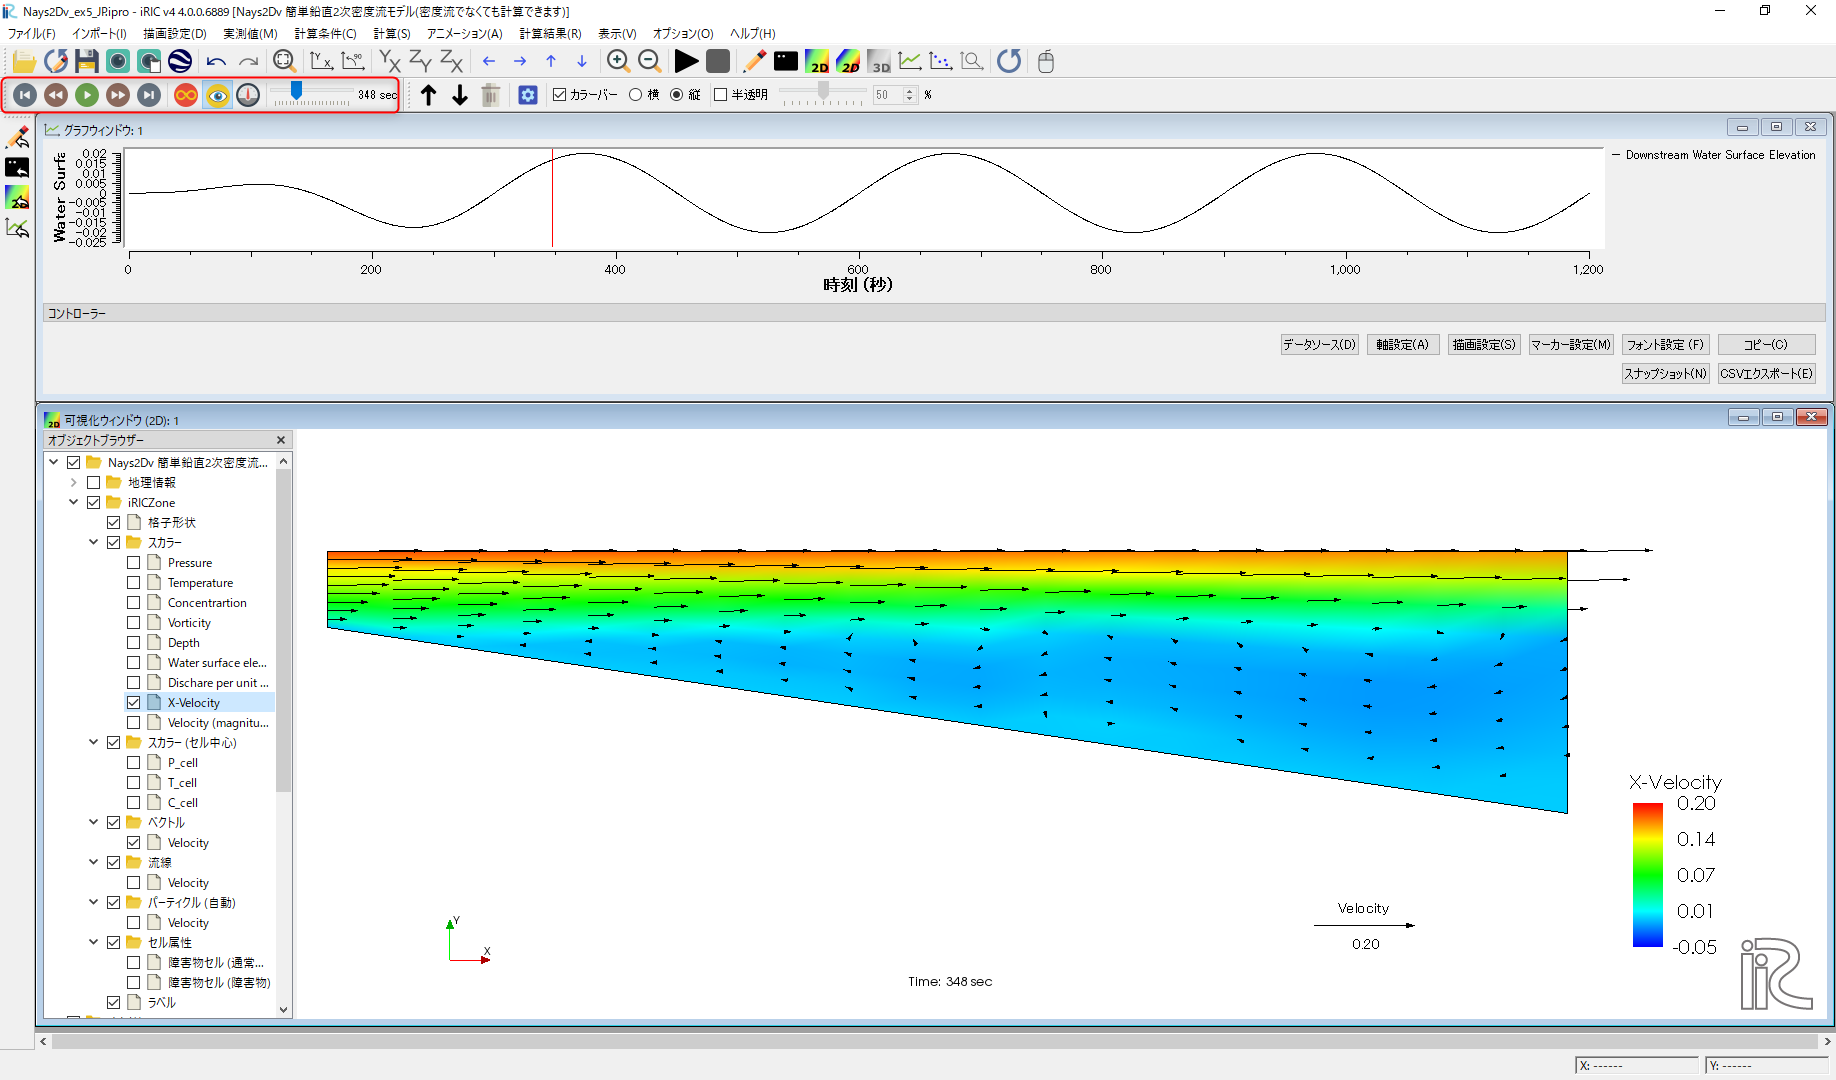 Nays2Dv_ex5_JP.ipro - iRIC v4 4.0.0.6889 [Nays2Dv 簡単鉛直2次密度流モデル(密度流でなくても計算できます)]
ファイル(F) インポート(I) 描画設定(D) 実測値(M) 計算条件(C) 計算(S) アニメーション(A) 計算結果(R) 表示(V) オプション(O) ヘルプ(H)
Y X -90 YX ZY ZX 2D 2D 3D
348 sec カラーバー 横 縦 半透明 50 %
グラフウィンドウ: 1
Water Surfa
0.02
0.015
0.01
0.005
0
-0.005
-0.01
-0.015
-0.02
-0.025
Downstream Water Surface Elevation
0 200 400 600 800 1,000 1,200
時刻 (秒)
コントローラー
データソース(D) 軸設定(A) 描画設定(S) マーカー設定(M) フォント設定 (F) コピー(C)
スナップショット(N) CSVエクスポート(E)
2D 可視化ウィンドウ (2D): 1
オブジェクトブラウザー
Nays2Dv 簡単鉛直2次密度流...
地理情報
iRICZone
格子形状
スカラー
Pressure
Temperature
Concentrartion
Vorticity
Depth
Water surface ele...
Dischare per unit ...
X-Velocity
Velocity (magnitu...
スカラー (セル中心)
P_cell
T_cell
C_cell
ベクトル
Velocity
流線
Velocity
パーティクル (自動)
Velocity
セル属性
障害物セル (通常...
障害物セル (障害物)
ラベル
X-Velocity
0.20
0.14
0.07
0.01
-0.05
Velocity
0.20
Y
X
Time: 348 sec
iRIC
X: ------ Y: ------